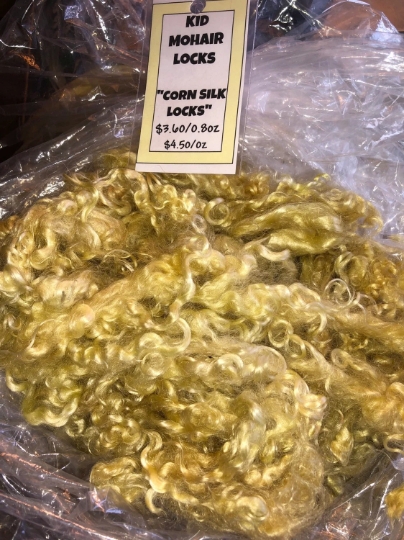 KID
MOHAIR
LOCKS
"CORN SILK
LOCKS"
$3.60/0.8oz
$4.50/oz